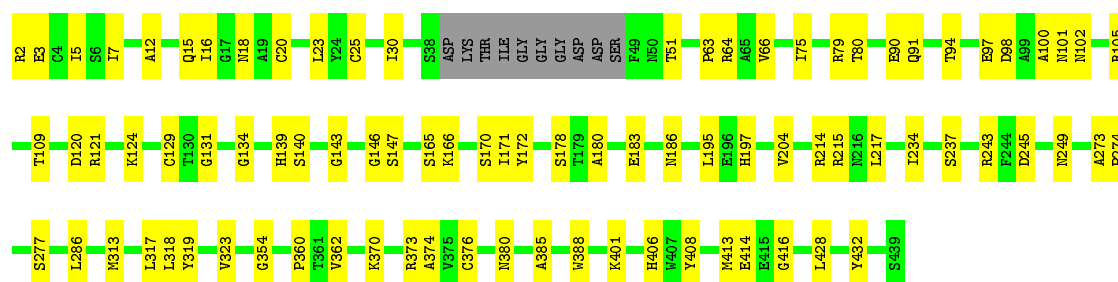 R2 E3 C4 I5 S6 I7 A12 Q15 I16 G17 N18 A19 C20 L23 Y24 C25 I30 S38 ASP LYS THR ILE GLY GLY GLY ASP ASP SER F49 N50 T51 P63 R64 A65 V66 I75 R79 T80 E90 Q91 T94 E97 D98 A99 A100 N101 N102 R105
T109 D120 R121 K124 C129 T130 G131 G134 H139 S140 G143 G146 S147 S165 K166 S170 I171 Y172 S178 T179 A180 E183 N186 L195 E196 H197 V204 R214 R215 N216 L217 I234 S237 R243 F244 D245 N249 A273 P274
S277 L286 M313 L317 L318 Y319 V323 G354 P360 T361 V362 K370 R373 A374 V375 C376 N380 A385 W388 K401 H406 W407 Y408 M413 E414 E415 G416 L428 Y432 S439